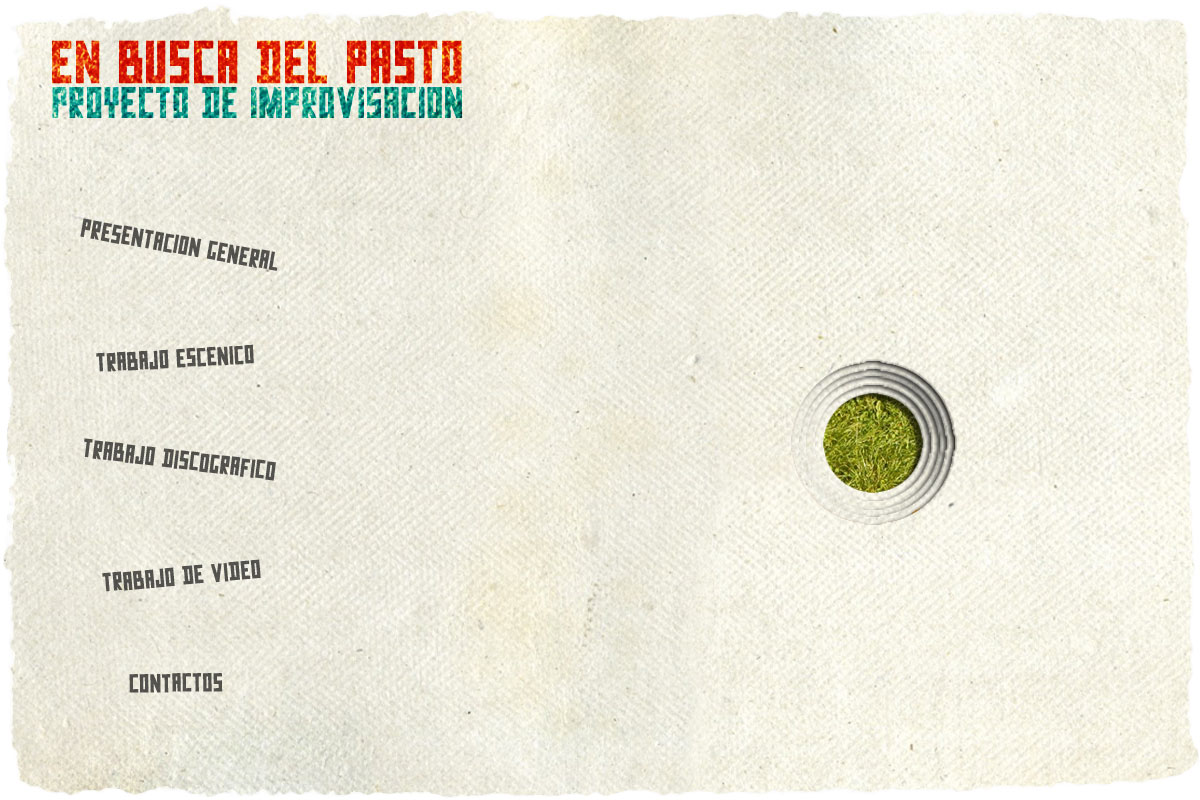 EN BUSCA DEL PASTO
PROYECTO DE IMPROVISACION
PRESENTACION GENERAL
TRABAJO ESCENICO
TRABAJO DISCOGRAFICO
TRABAJO DE VIDEO
CONTACTOS